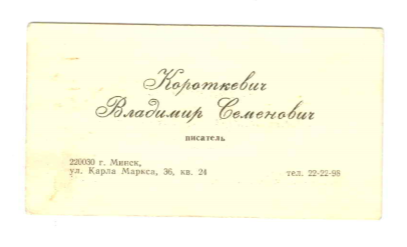 Короткевич
Владимир Семенович
писатель
220030 г. Минск,
ул. Карла Маркса, 36, кв. 24 тел. 22-22-98